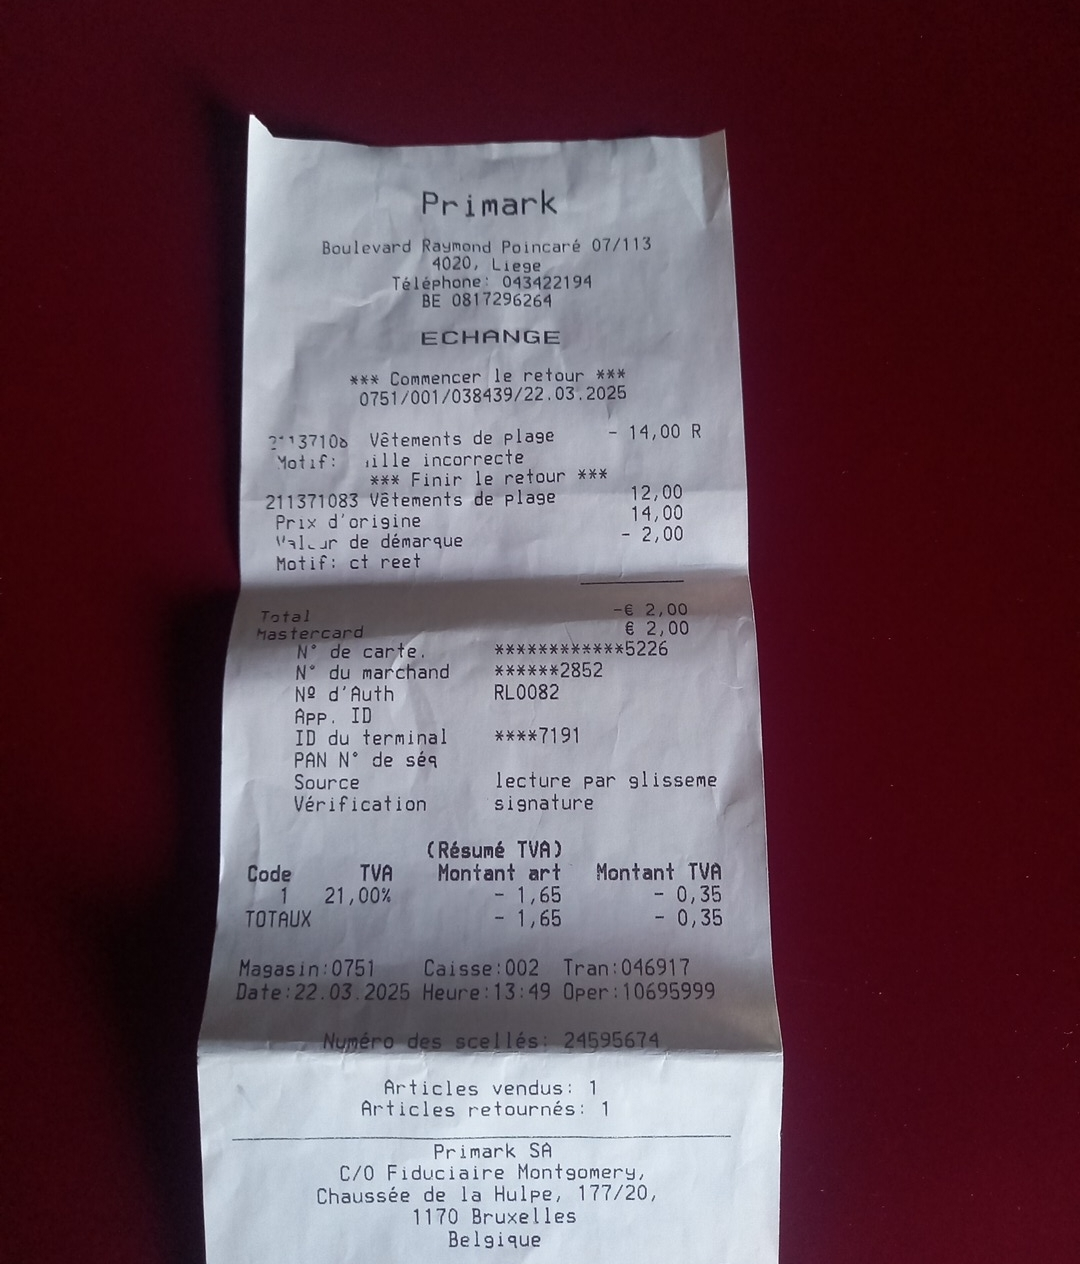 Primark
Boulevard Raymond Poincaré 07/113
4020, Liege
Téléphone: 043422194
BE 0817296264
ECHANGE
*** Commencer le retour ***
0751/001/038439/22.03.2025
Vêtements de plage - 14,00 R
Motif: incorrecte
*** Finir le retour ***
211371083 Vêtements de plage 12,00
Prix d'origine 14,00
de démarque - 2,00
Motif: ct reet
Total -€ 2,00
Mastercard € 2,00
N° de carte. ************5226
N° du marchand ******2852
Nº d'Auth RL0082
App. ID
ID du terminal ****7191
PAN N° de séq
Source lecture par glisseme
Vérification signature
(Résumé TVA)
Code TVA Montant art Montant TVA
1 21,00% - 1,65 - 0,35
TOTAUX - 1,65 - 0,35
Magasin:0751 Caisse:002 Tran:046917
Date:22.03.2025 Heure:13:49 Oper:10695999
Numéro des scellés: 24595674
Articles vendus: 1
Articles retournés: 1
Primark SA
C/O Fiduciaire Montgomery,
Chaussée de la Hulpe, 177/20,
1170 Bruxelles
Belgique